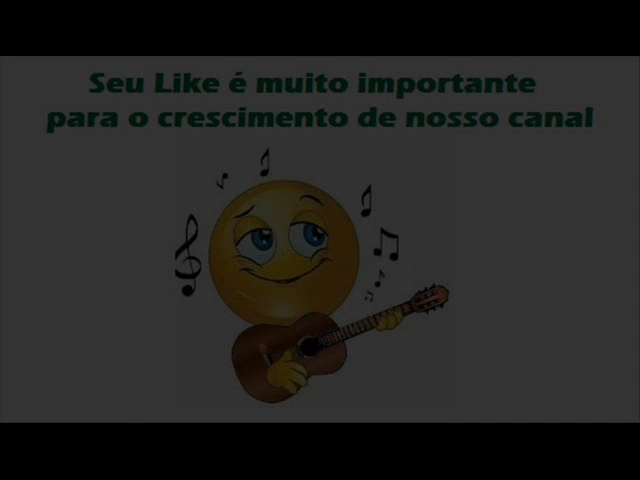 Seu Like é muito importante
para o crescimento de nosso canal